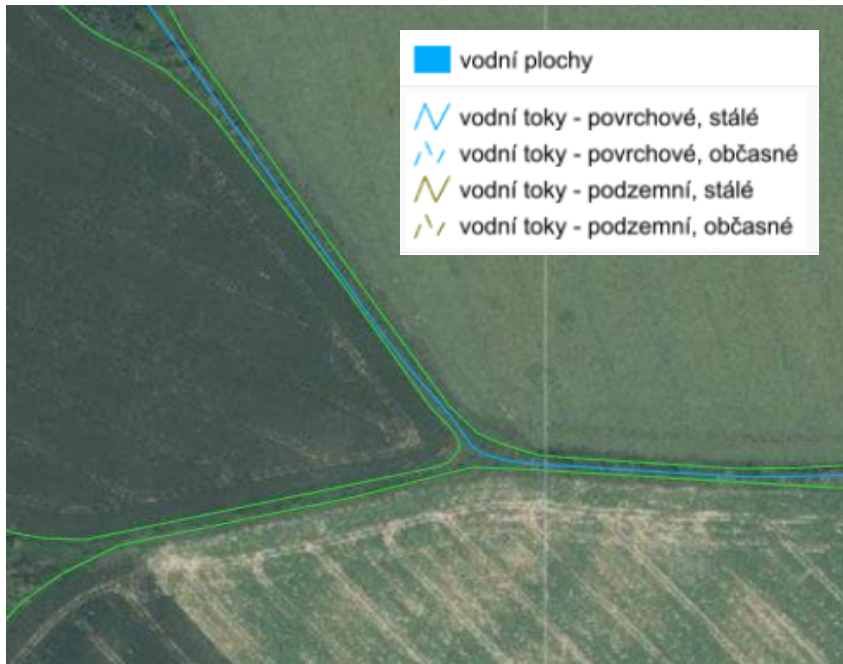 vodní plochy
vodní toky - povrchové, stálé
vodní toky - povrchové, občasné
vodní toky - podzemní, stálé
vodní toky - podzemní, občasné